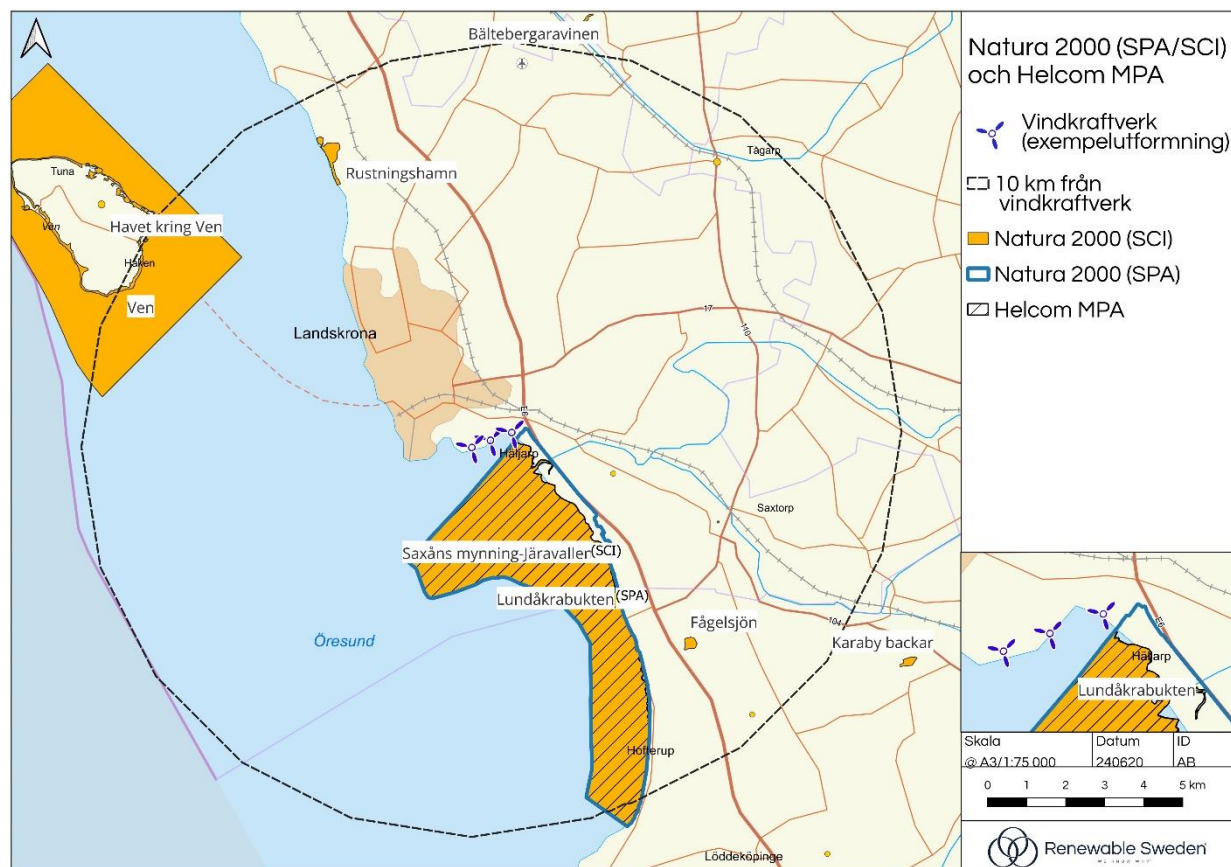 Bältebergaravinen
Tågarp
Rustningshamn
Tuna
Ven
Havet kring Ven
Haken
Ven
Landskrona
17
110
E6
Häljarp
Saxtorp
Saxåns mynning-Järavallen (SCI)
Lundåkrabukten (SPA)
Öresund
Fågelsjön
104
Karaby backar
Hofterup
Löddeköpinge
Natura 2000 (SPA/SCI)
och Helcom MPA
Vindkraftverk
(exempelutformning)
10 km från
vindkraftverk
Natura 2000 (SCI)
Natura 2000 (SPA)
Helcom MPA
E6
Häljarp
Lundåkrabukten
Skala Datum ID
@ A3/1:75 000 240620 AB
0 1 2 3 4 5 km
Renewable Sweden